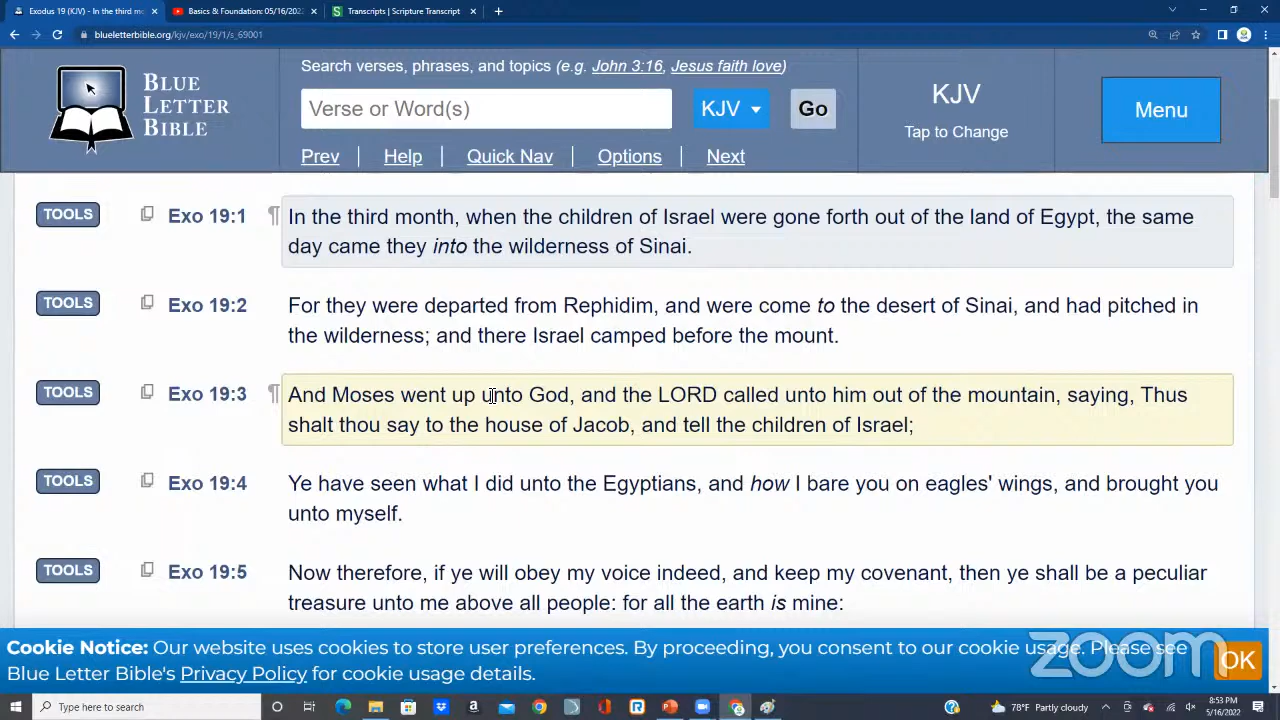 Exodus 19 (KJV) - In the third mo
Basics & Foundation: 05/16/2022
Transcripts | Scripture Transcript
blueletterbible.org/kjv/exo/19/1/s_69001
BLUE
LETTER
BIBLE
Search verses, phrases, and topics (e.g. John 3:16, Jesus faith love)
Verse or Word(s)
KJV
Go
Prev
Help
Quick Nav
Options
Next
KJV
Tap to Change
Menu
TOOLS
Exo 19:1
¶ In the third month, when the children of Israel were gone forth out of the land of Egypt, the same
day came they into the wilderness of Sinai.
TOOLS
Exo 19:2
For they were departed from Rephidim, and were come to the desert of Sinai, and had pitched in
the wilderness; and there Israel camped before the mount.
TOOLS
Exo 19:3
¶ And Moses went up unto God, and the LORD called unto him out of the mountain, saying, Thus
shalt thou say to the house of Jacob, and tell the children of Israel;
TOOLS
Exo 19:4
Ye have seen what I did unto the Egyptians, and how I bare you on eagles' wings, and brought you
unto myself.
TOOLS
Exo 19:5
Now therefore, if ye will obey my voice indeed, and keep my covenant, then ye shall be a peculiar
treasure unto me above all people: for all the earth is mine:
Cookie Notice: Our website uses cookies to store user preferences. By proceeding, you consent to our cookie usage. Please see
Blue Letter Bible's Privacy Policy for cookie usage details.
OK
zoom
Type here to search
78°F Partly cloudy
8:53 PM
5/16/2022